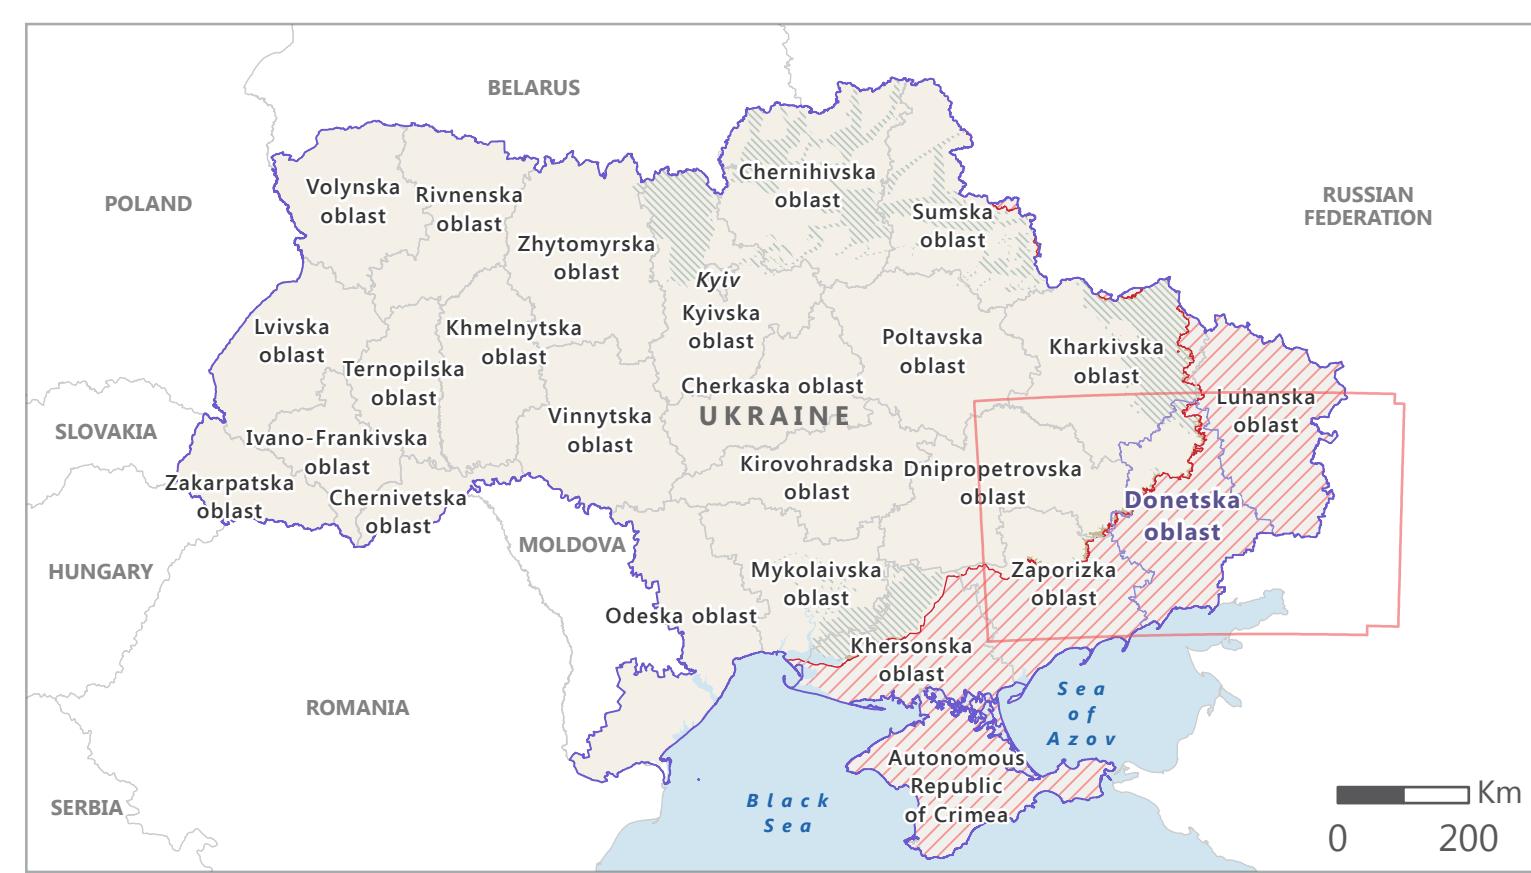 BELARUS
POLAND
RUSSIAN
FEDERATION
Volynska
oblast
Rivnenska
oblast
Zhytomyrska
oblast
Chernihivska
oblast
Sumska
oblast
Kyiv
Kyivska
oblast
Lvivska
oblast
Ternopilska
oblast
Khmelnytska
oblast
Poltavska
oblast
Kharkivska
oblast
Luhanska
oblast
Cherkaska oblast
UKRAINE
Vinnytska
oblast
SLOVAKIA
Ivano-Frankivska
oblast
Zakarpatska
oblast
Chernivetska
oblast
Kirovohradska
oblast
Dnipropetrovska
oblast
Donetska
oblast
HUNGARY
MOLDOVA
Mykolaivska
oblast
Zaporizka
oblast
Odeska oblast
Khersonska
oblast
ROMANIA
Sea
of
Azov
Autonomous
Republic
of Crimea
SERBIA
Black
Sea
Km
0 200